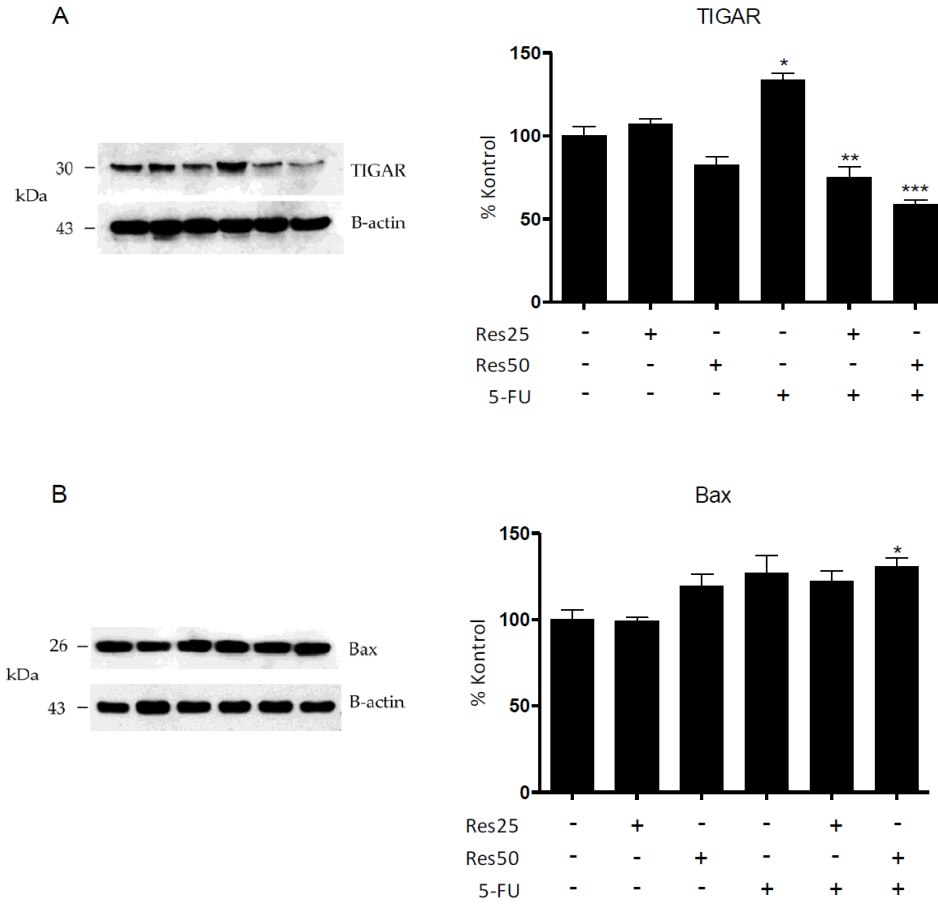 A
TIGAR
30
TIGAR
kDa
43
B-actin
150
100
50
0
% Kontrol
*
**
***
Res25 - + - - + -
Res50 - - + - - +
5-FU - - - + + +
B
Bax
26
Bax
kDa
43
B-actin
150
100
50
0
% Kontrol
*
Res25 - + - - + -
Res50 - - + - - +
5-FU - - - + + +